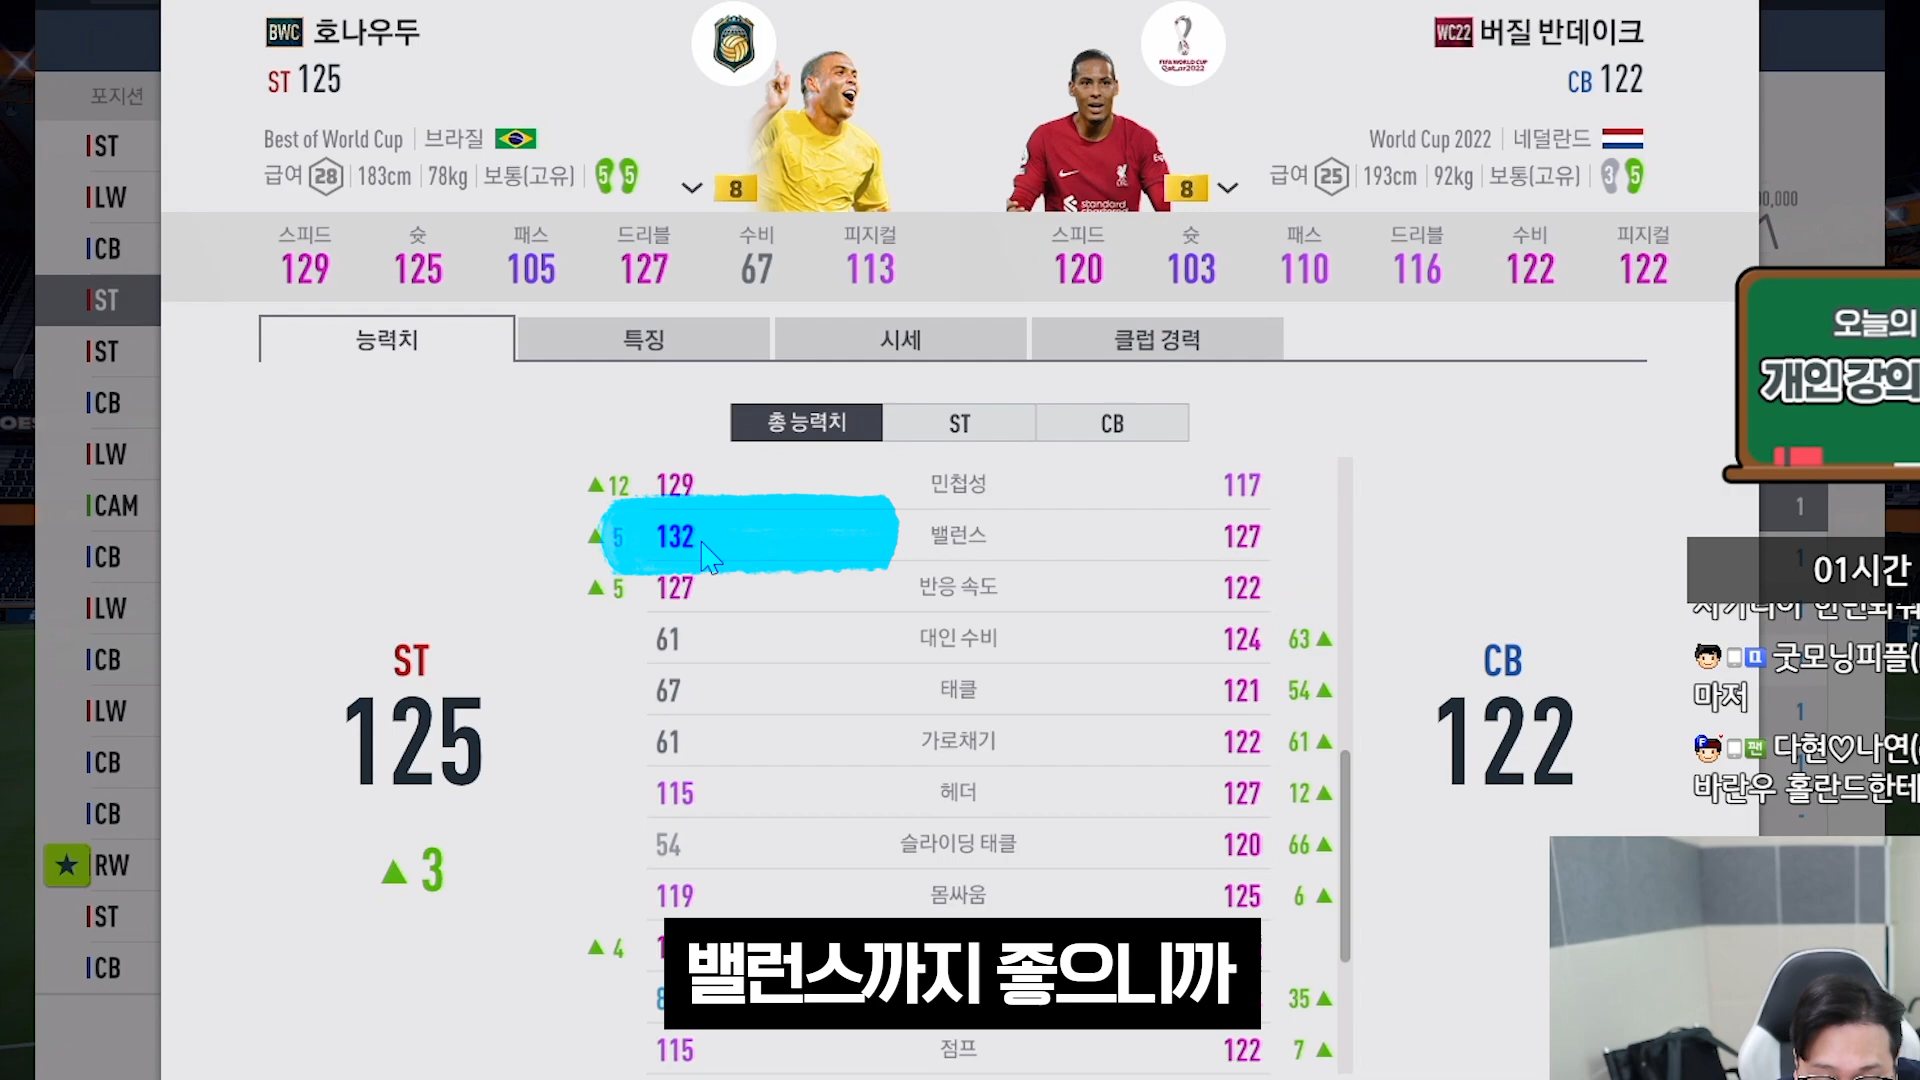 BWC 호나우두
ST 125
Best of World Cup 브라질
급여 28 183cm 78kg 보통(고유) 5 5
8
FIFA WORLD CUP
Qatar2022
WC22 버질 반데이크
CB 122
World Cup 2022 네덜란드
급여 25 193cm 92kg 보통(고유) 3 5
8
standard
스피드 슛 패스 드리블 수비 피지컬
129 125 105 127 67 113
스피드 슛 패스 드리블 수비 피지컬
120 103 110 116 122 122
능력치 특징 시세 클럽 경력
총 능력치 ST CB
▲12 129 민첩성 117
▲5 132 밸런스 127
▲5 127 반응 속도 122
61 대인 수비 124 63▲
67 태클 121 54▲
61 가로채기 122 61▲
115 헤더 127 12▲
54 슬라이딩 태클 120 66▲
119 몸싸움 125 6▲
▲4
35▲
115 점프 122 7▲
ST
125
▲3
CB
122
밸런스까지 좋으니까
포지션
ST
LW
CB
ST
ST
CB
LW
CAM
CB
LW
CB
LW
CB
CB
★ RW
ST
CB
오늘의
개인 강의
1
01시간
굿모닝피플(
마저
팬 다현♡나연(
바란우 홀란드한테
1